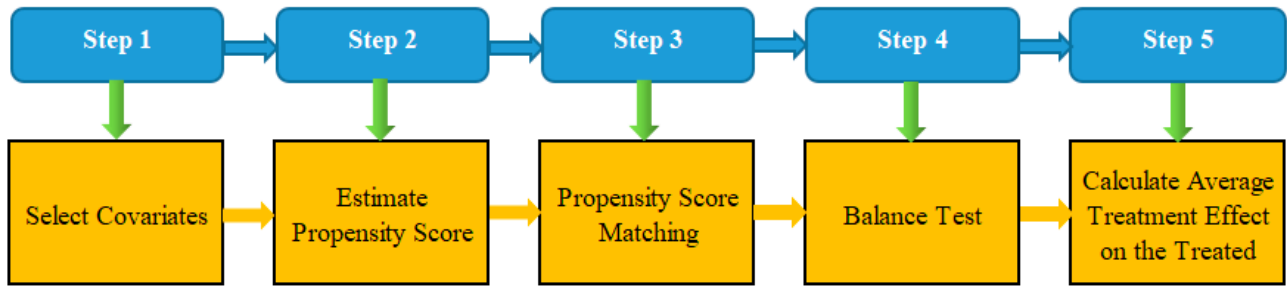 Step 1
Step 2
Step 3
Step 4
Step 5
Select Covariates
Estimate
Propensity Score
Propensity Score
Matching
Balance Test
Calculate Average
Treatment Effect
on the Treated